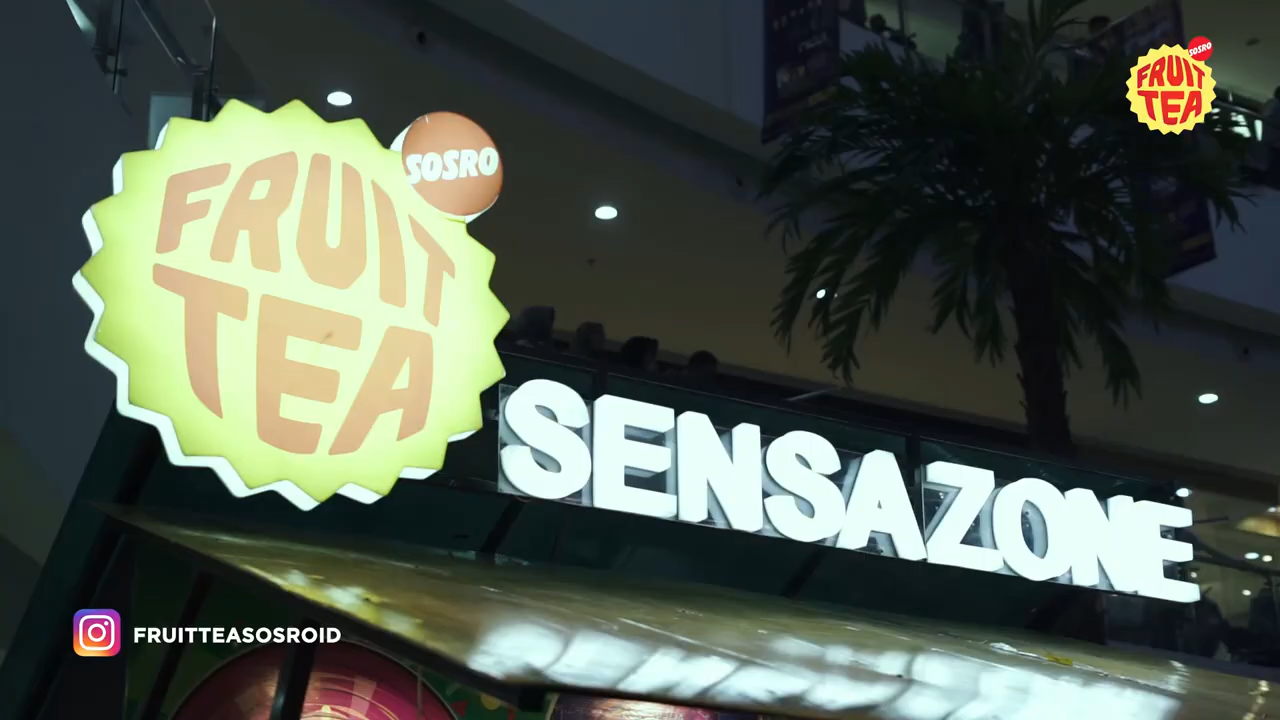 FRUIT
TEA
SOSRO
SENSAZONE
SOSRO
FRUIT
TEA
FRUITTEASOSROID